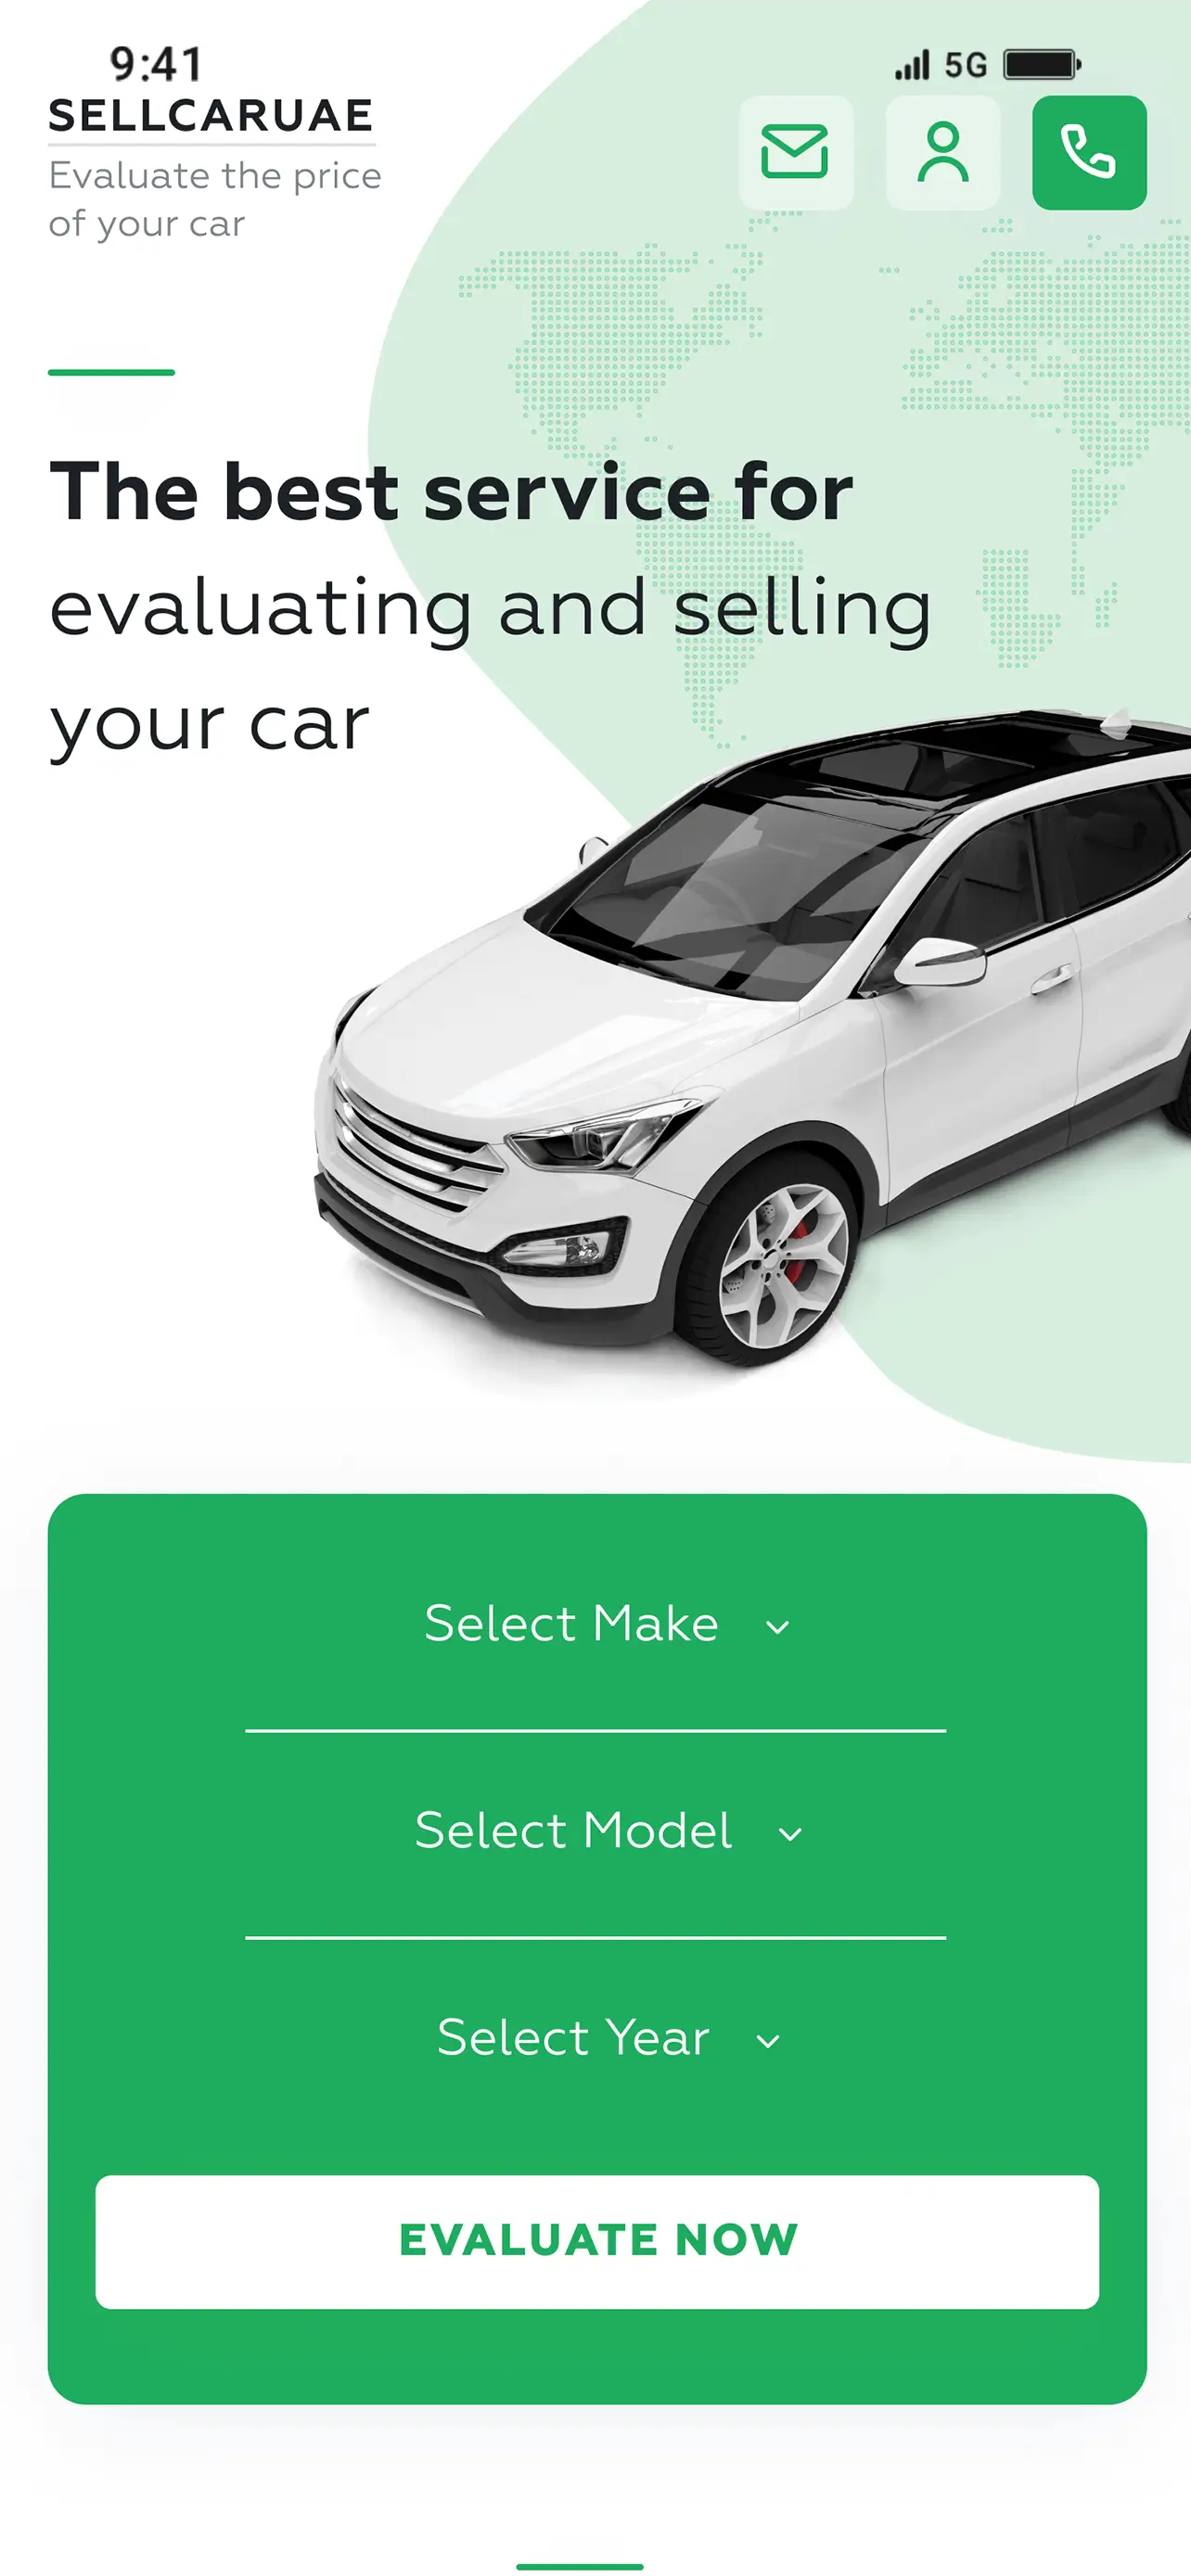 9:41
5G
SELLCARUAE
Evaluate the price
of your car
The best service for
evaluating and selling
your car
Select Make
Select Model
Select Year
EVALUATE NOW